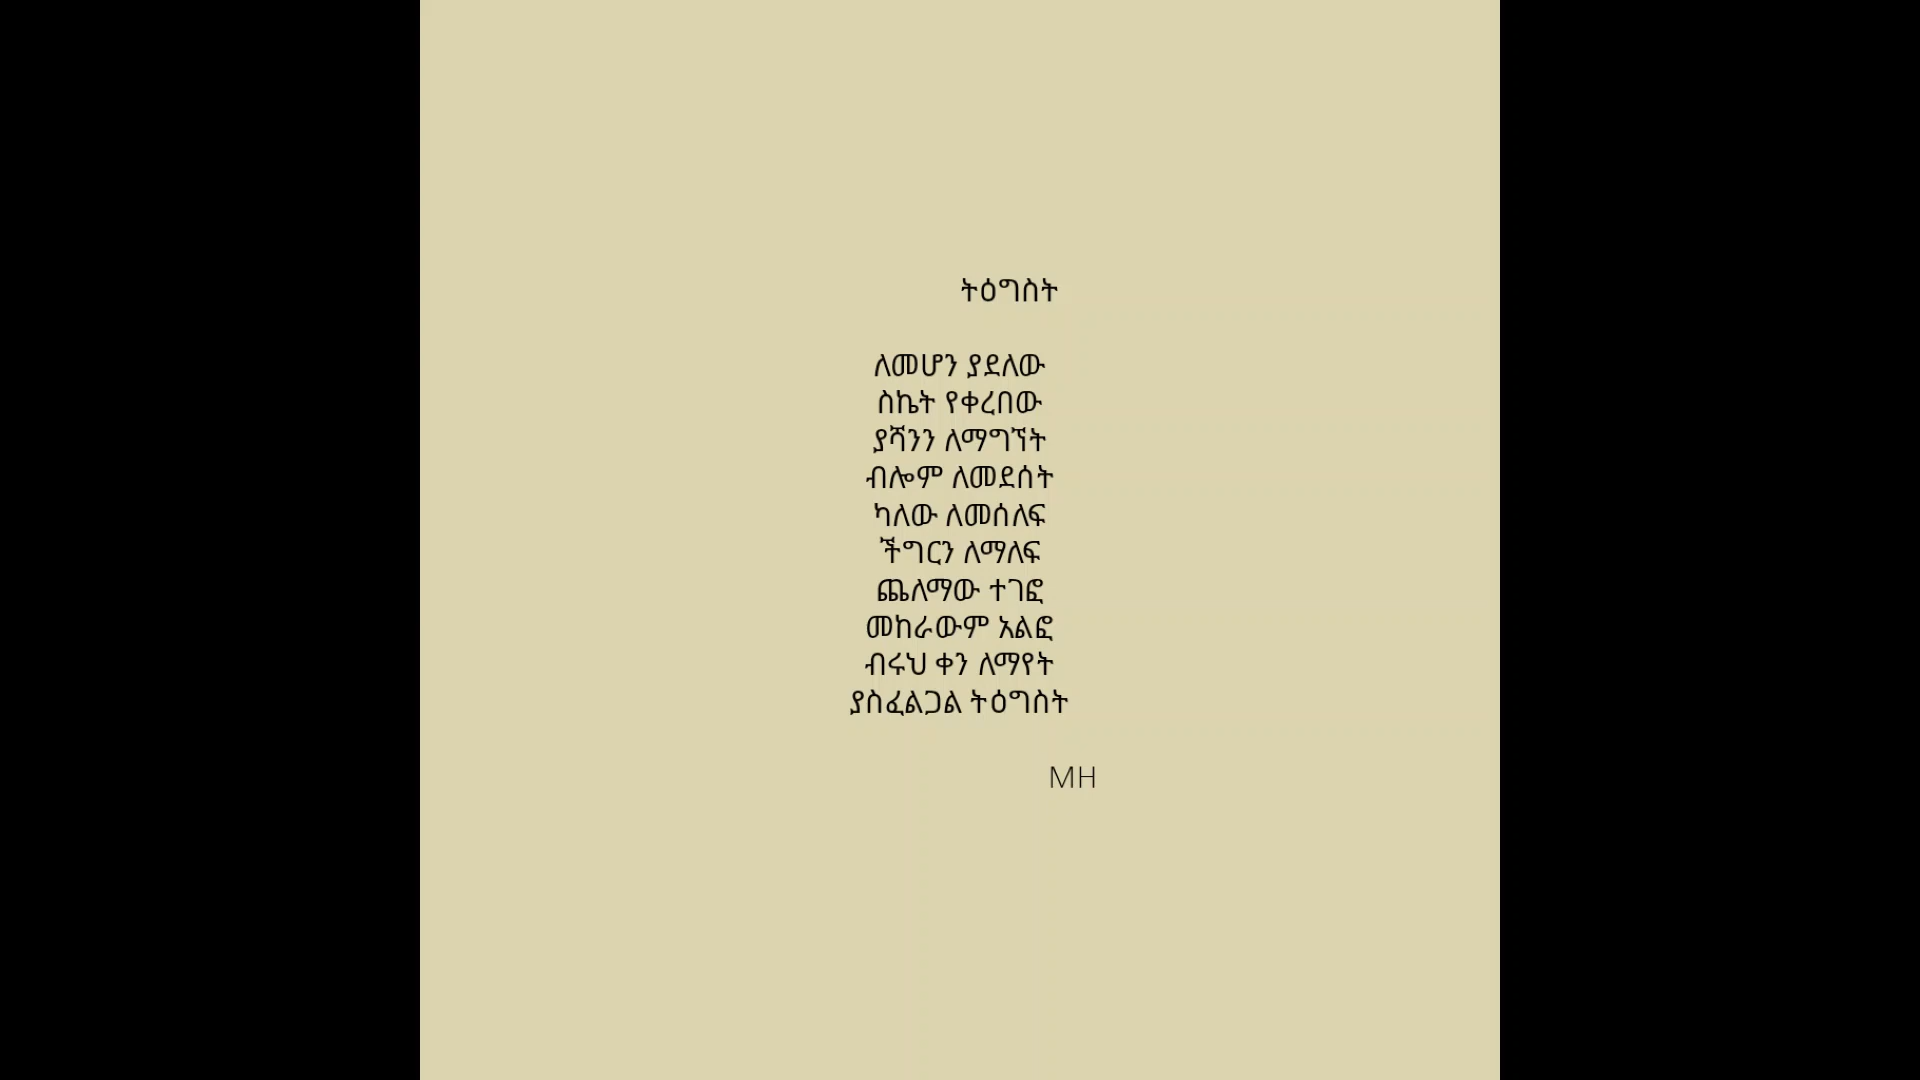 ትዕግስት
ለመሆን ያደለው
ስኬት የቀረበው
ያሻንን ለማግኘት
ብሎም ለመደሰት
ካለው ለመሰለፍ
ችግርን ለማለፍ
ጨለማው ተገፎ
መከራውም አልፎ
ብሩህ ቀን ለማየት
ያስፈልጋል ትዕግስት
MH